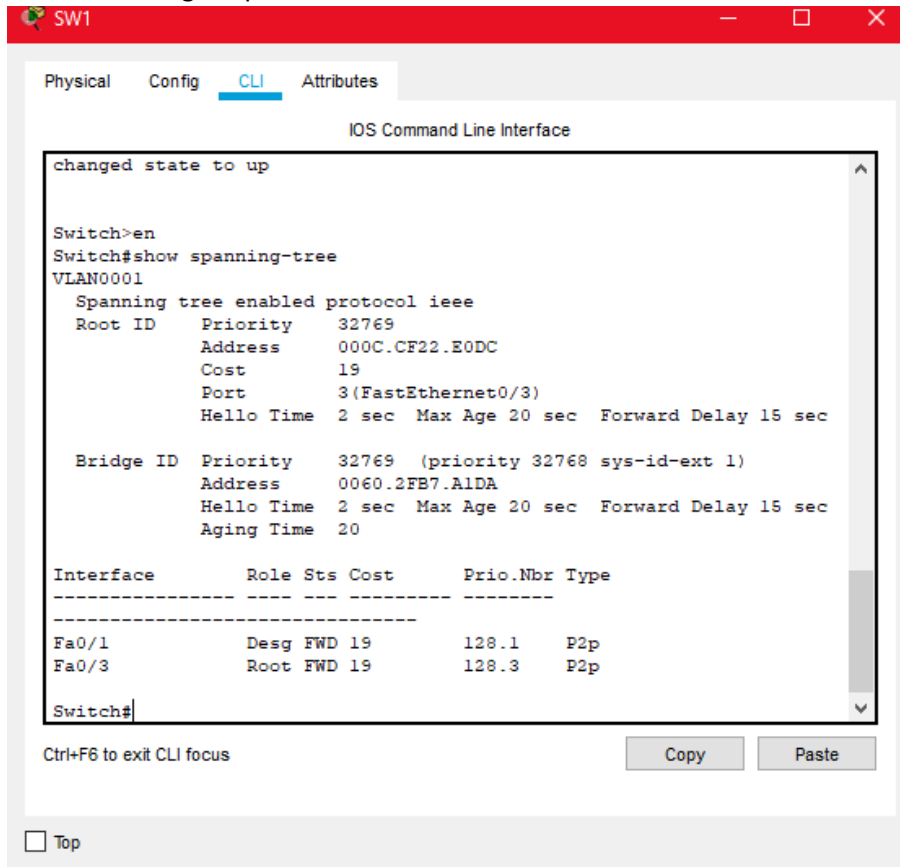 SW1
Physical Config CLI Attributes
IOS Command Line Interface
changed state to up
Switch>en
Switch#show spanning-tree
VLAN0001
  Spanning tree enabled protocol ieee
  Root ID    Priority    32769
             Address     000C.CF22.E0DC
             Cost        19
             Port        3(FastEthernet0/3)
             Hello Time  2 sec  Max Age 20 sec  Forward Delay 15 sec
  Bridge ID  Priority    32769  (priority 32768 sys-id-ext 1)
             Address     0060.2FB7.A1DA
             Hello Time  2 sec  Max Age 20 sec  Forward Delay 15 sec
             Aging Time  20
Interface        Role Sts Cost      Prio.Nbr Type
---------------- ---- --- --------- --------
--------------------------------
Fa0/1            Desg FWD 19        128.1    P2p
Fa0/3            Root FWD 19        128.3    P2p
Switch#
Ctrl+F6 to exit CLI focus
Copy Paste
Top